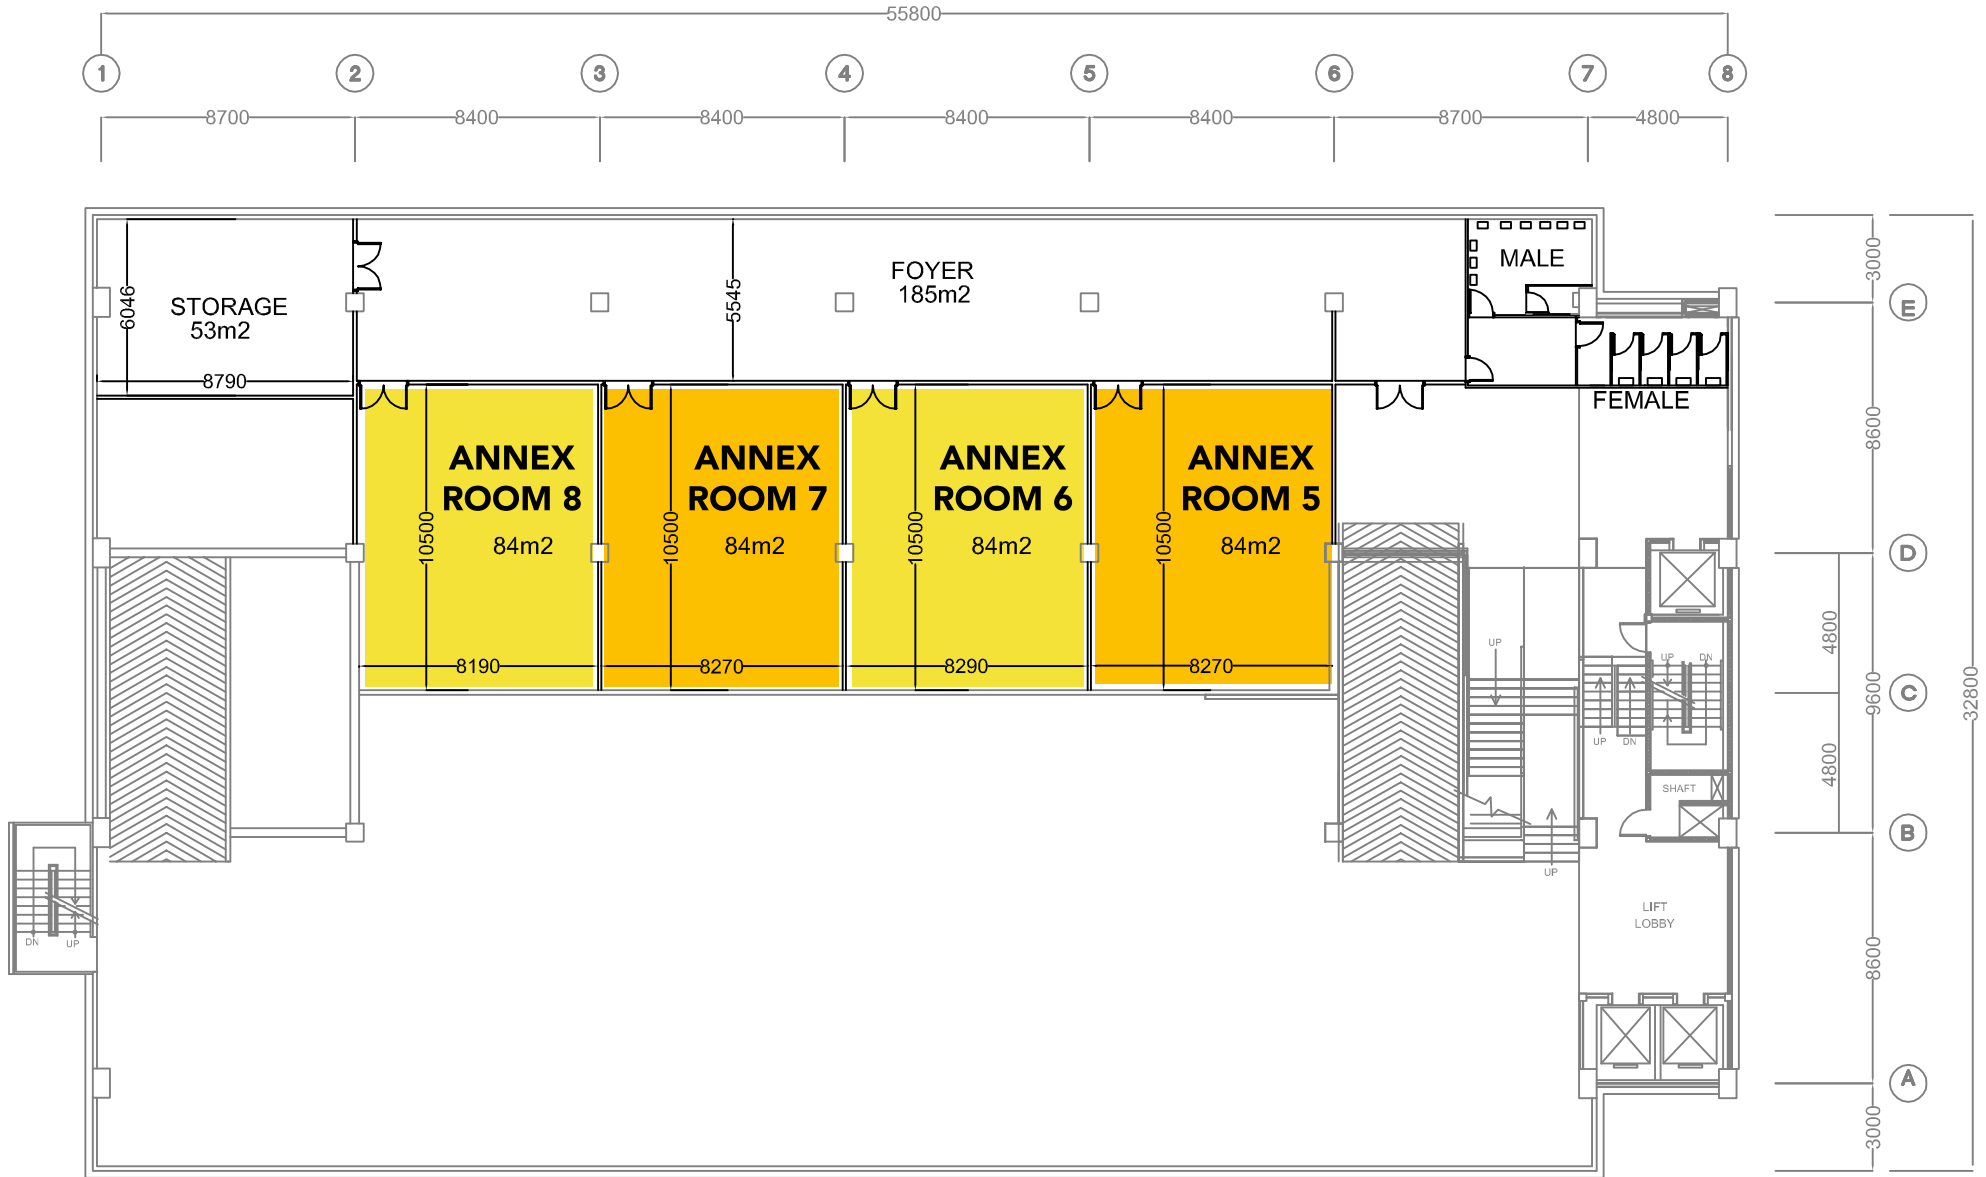 55800
1 2 3 4 5 6 7 8
8700 8400 8400 8400 8400 8700 4800
3000
E
8600
D
4800
C
9600
32800
4800
B
8600
A
3000
STORAGE
53m2
6046
8790
FOYER
185m2
5545
MALE
FEMALE
ANNEX
ROOM 8
84m2
10500
8190
ANNEX
ROOM 7
84m2
10500
8270
ANNEX
ROOM 6
84m2
10500
8290
ANNEX
ROOM 5
84m2
10500
8270
UP
UP DN
UP DN
SHAFT
UP
LIFT
LOBBY
DN UP